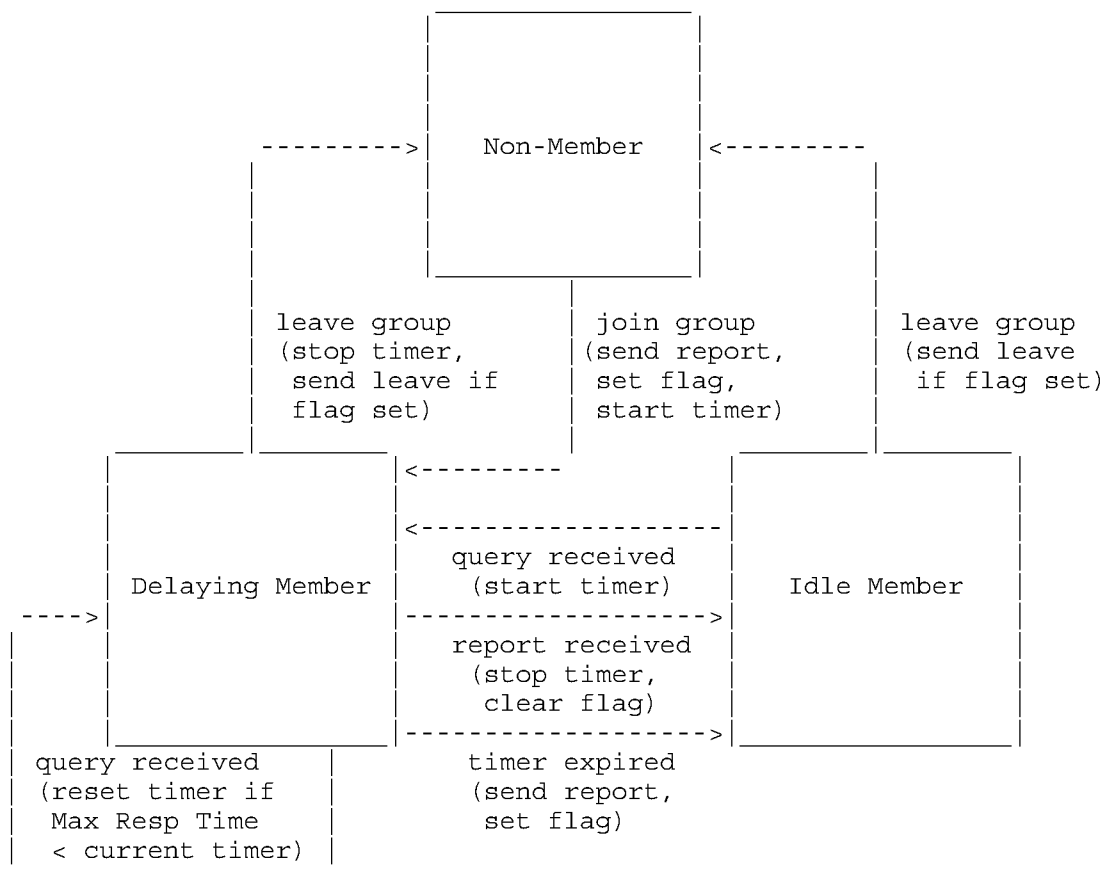 Non-Member
leave group
(stop timer,
send leave if
flag set)
join group
(send report,
set flag,
start timer)
leave group
(send leave
if flag set)
query received
(start timer)
Delaying Member
Idle Member
report received
(stop timer,
clear flag)
query received
(reset timer if
Max Resp Time
< current timer)
timer expired
(send report,
set flag)